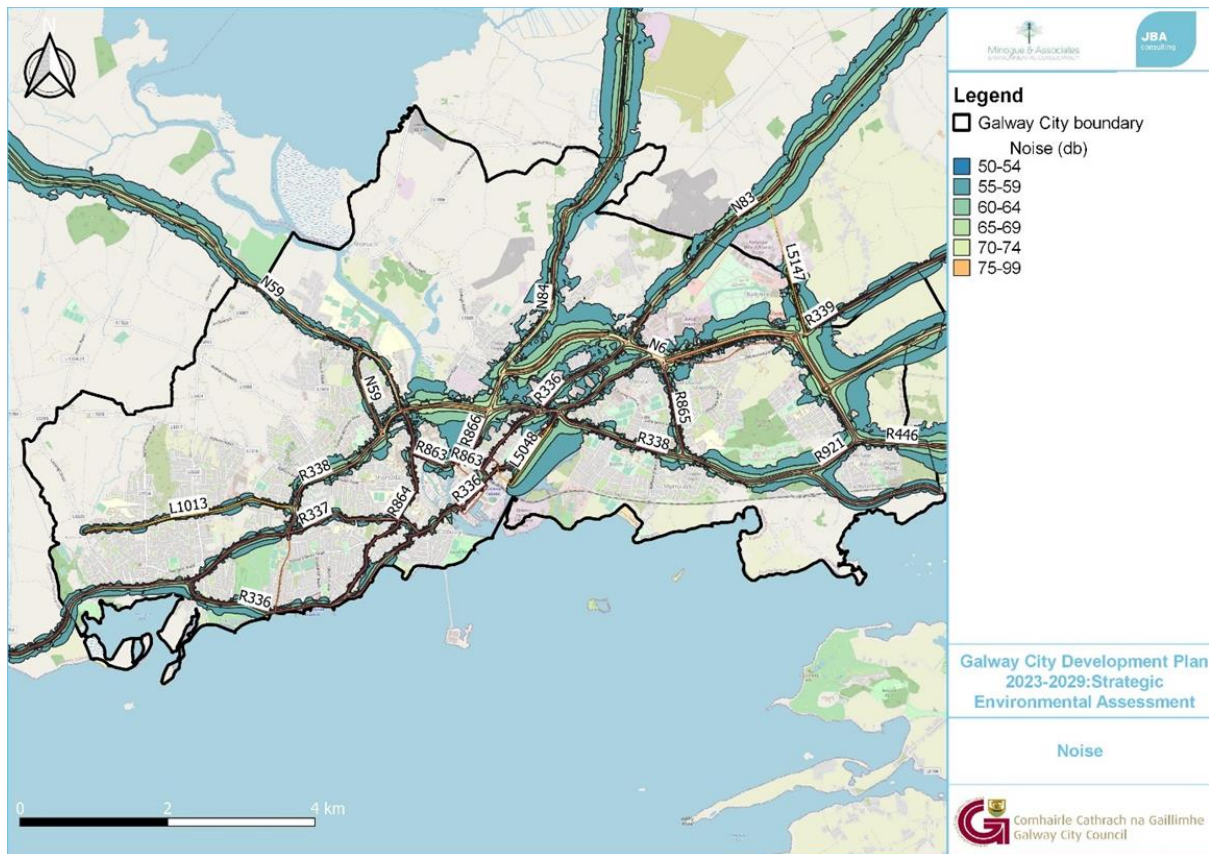 N
Minogue & Associates
ENVIRONMENTAL CONSULTANCY
JBA
consulting
Legend
Galway City boundary
Noise (db)
50-54
55-59
60-64
65-69
70-74
75-99
N83
L5147
N59
N84
R339
N6
N59
R336
R865
R866
R863
R863
L5048
R338
R921
R446
R338
R336
L1013
R337
R864
R336
0
2
4 km
Galway City Development Plan
2023-2029:Strategic
Environmental Assessment
Noise
Comhairle Cathrach na Gaillimhe
Galway City Council